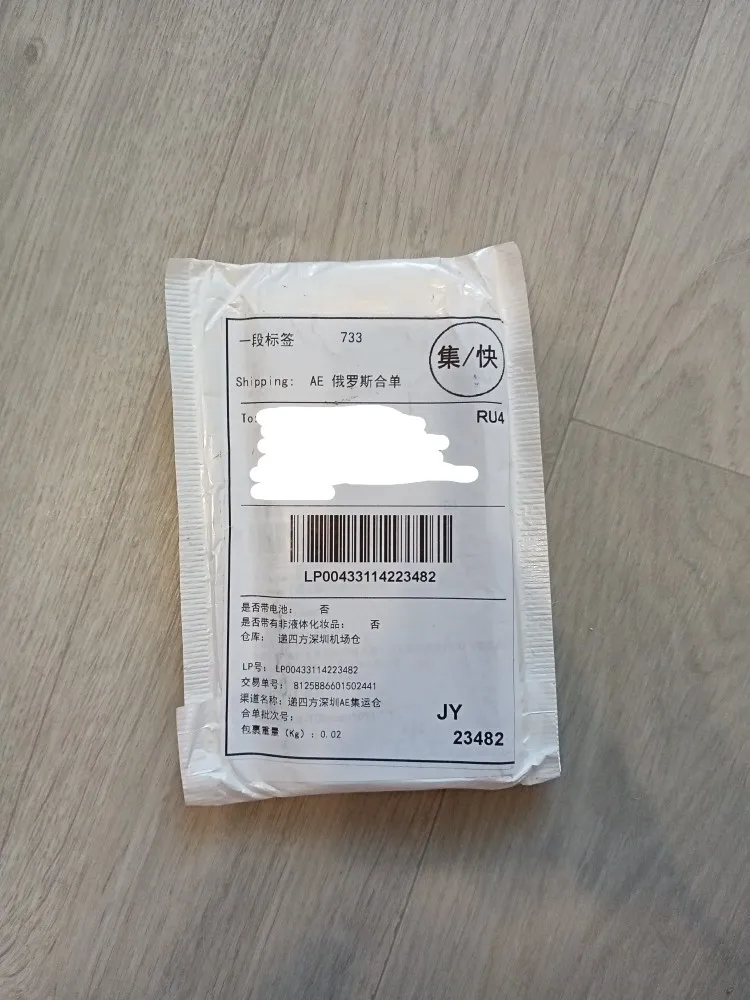 一段标签 733
集/快
Shipping: AE 俄罗斯合单
To:
RU4
LP00433114223482
是否带电池: 否
是否带有非液体化妆品: 否
仓库: 递四方深圳机场仓
LP号: LP00433114223482
交易单号: 8125886601502441
渠道名称: 递四方深圳AE集运仓
合单批次号:
包裹重量 (Kg) : 0.02
JY
23482